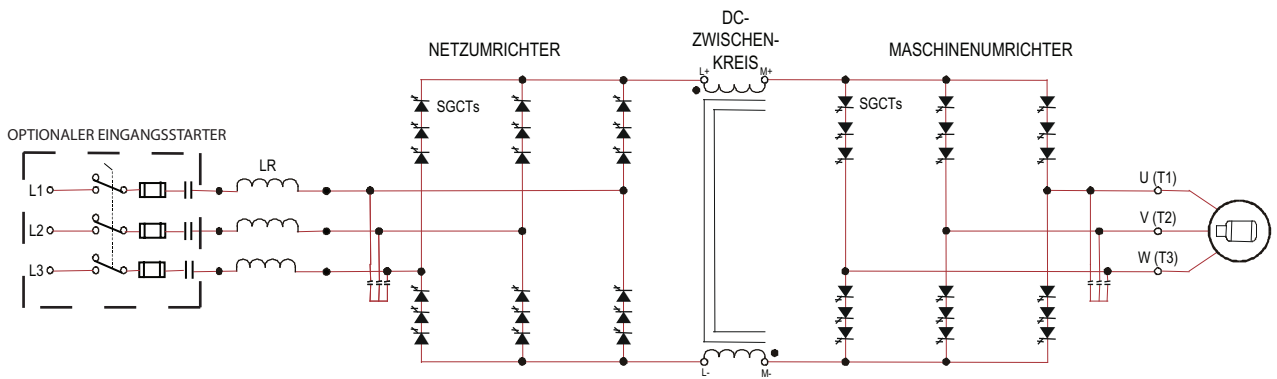 DC-
ZWISCHEN-
KREIS
NETZUMRICHTER
MASCHINENUMRICHTER
L+
M+
SGCTs
SGCTs
OPTIONALER EINGANGSSTARTER
LR
L1
U (T1)
L2
V (T2)
L3
W (T3)
L-
M-